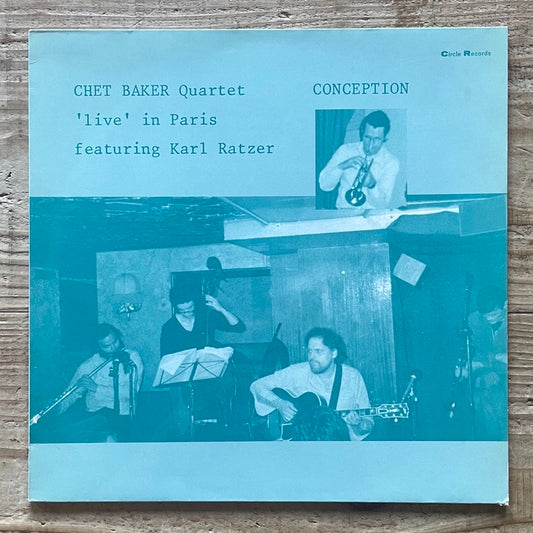 Circle Records
CHET BAKER Quartet
CONCEPTION
'live' in Paris
featuring Karl Ratzer